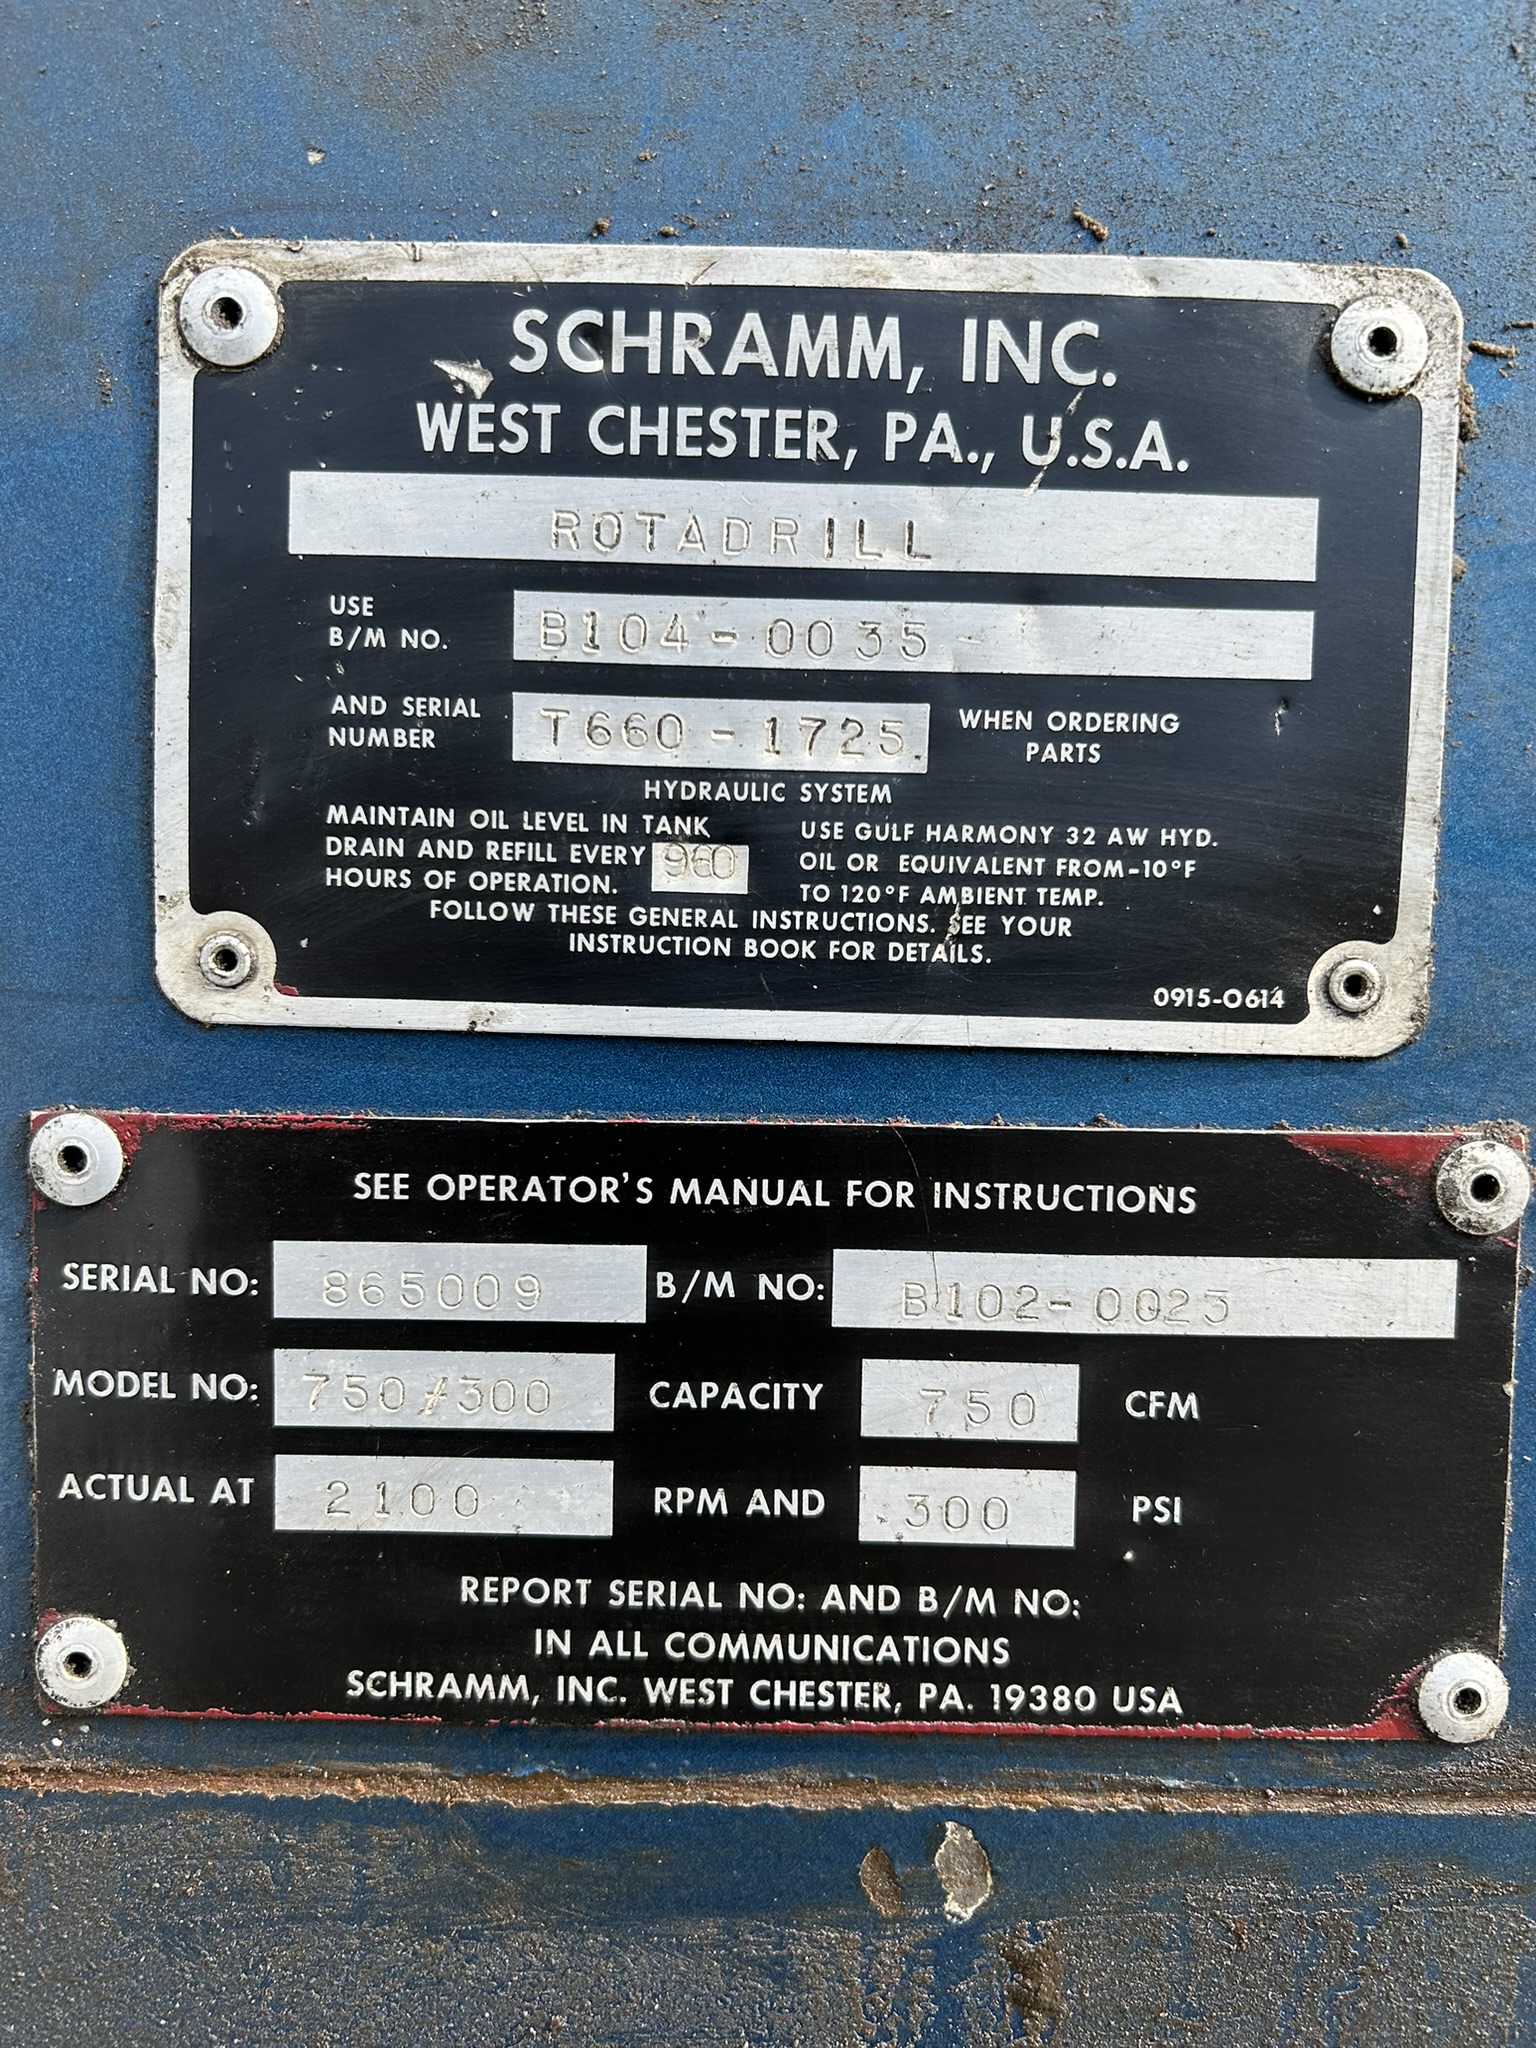 SCHRAMM, INC.
WEST CHESTER, PA., U.S.A.
ROTADRILL
USE
B/M NO. B104-0035
AND SERIAL
NUMBER T660-1725 WHEN ORDERING
PARTS
HYDRAULIC SYSTEM
MAINTAIN OIL LEVEL IN TANK
DRAIN AND REFILL EVERY 960
HOURS OF OPERATION.
USE GULF HARMONY 32 AW HYD.
OIL OR EQUIVALENT FROM-10°F
TO 120°F AMBIENT TEMP.
FOLLOW THESE GENERAL INSTRUCTIONS. SEE YOUR
INSTRUCTION BOOK FOR DETAILS.
0915-0614
SEE OPERATOR'S MANUAL FOR INSTRUCTIONS
SERIAL NO: 865009 B/M NO: B102-0023
MODEL NO: 750/300 CAPACITY 750 CFM
ACTUAL AT 2100 RPM AND 300 PSI
REPORT SERIAL NO: AND B/M NO:
IN ALL COMMUNICATIONS
SCHRAMM, INC. WEST CHESTER, PA. 19380 USA